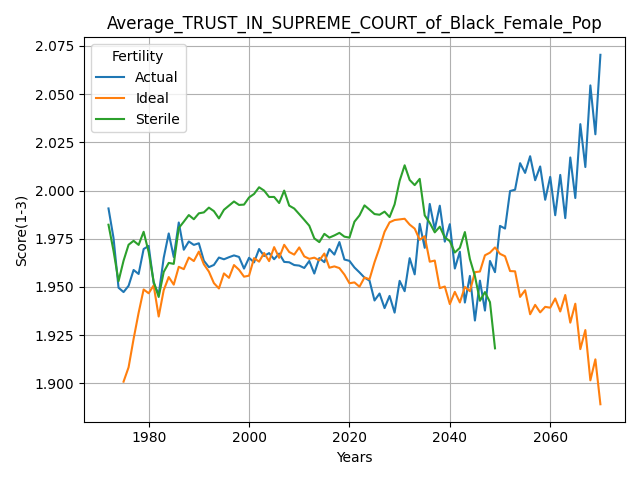 Average_TRUST_IN_SUPREME_COURT_of_Black_Female_Pop
Fertility
Actual
Ideal
Sterile
Score(1-3)
2.075
2.050
2.025
2.000
1.975
1.950
1.925
1.900
1980 2000 2020 2040 2060
Years